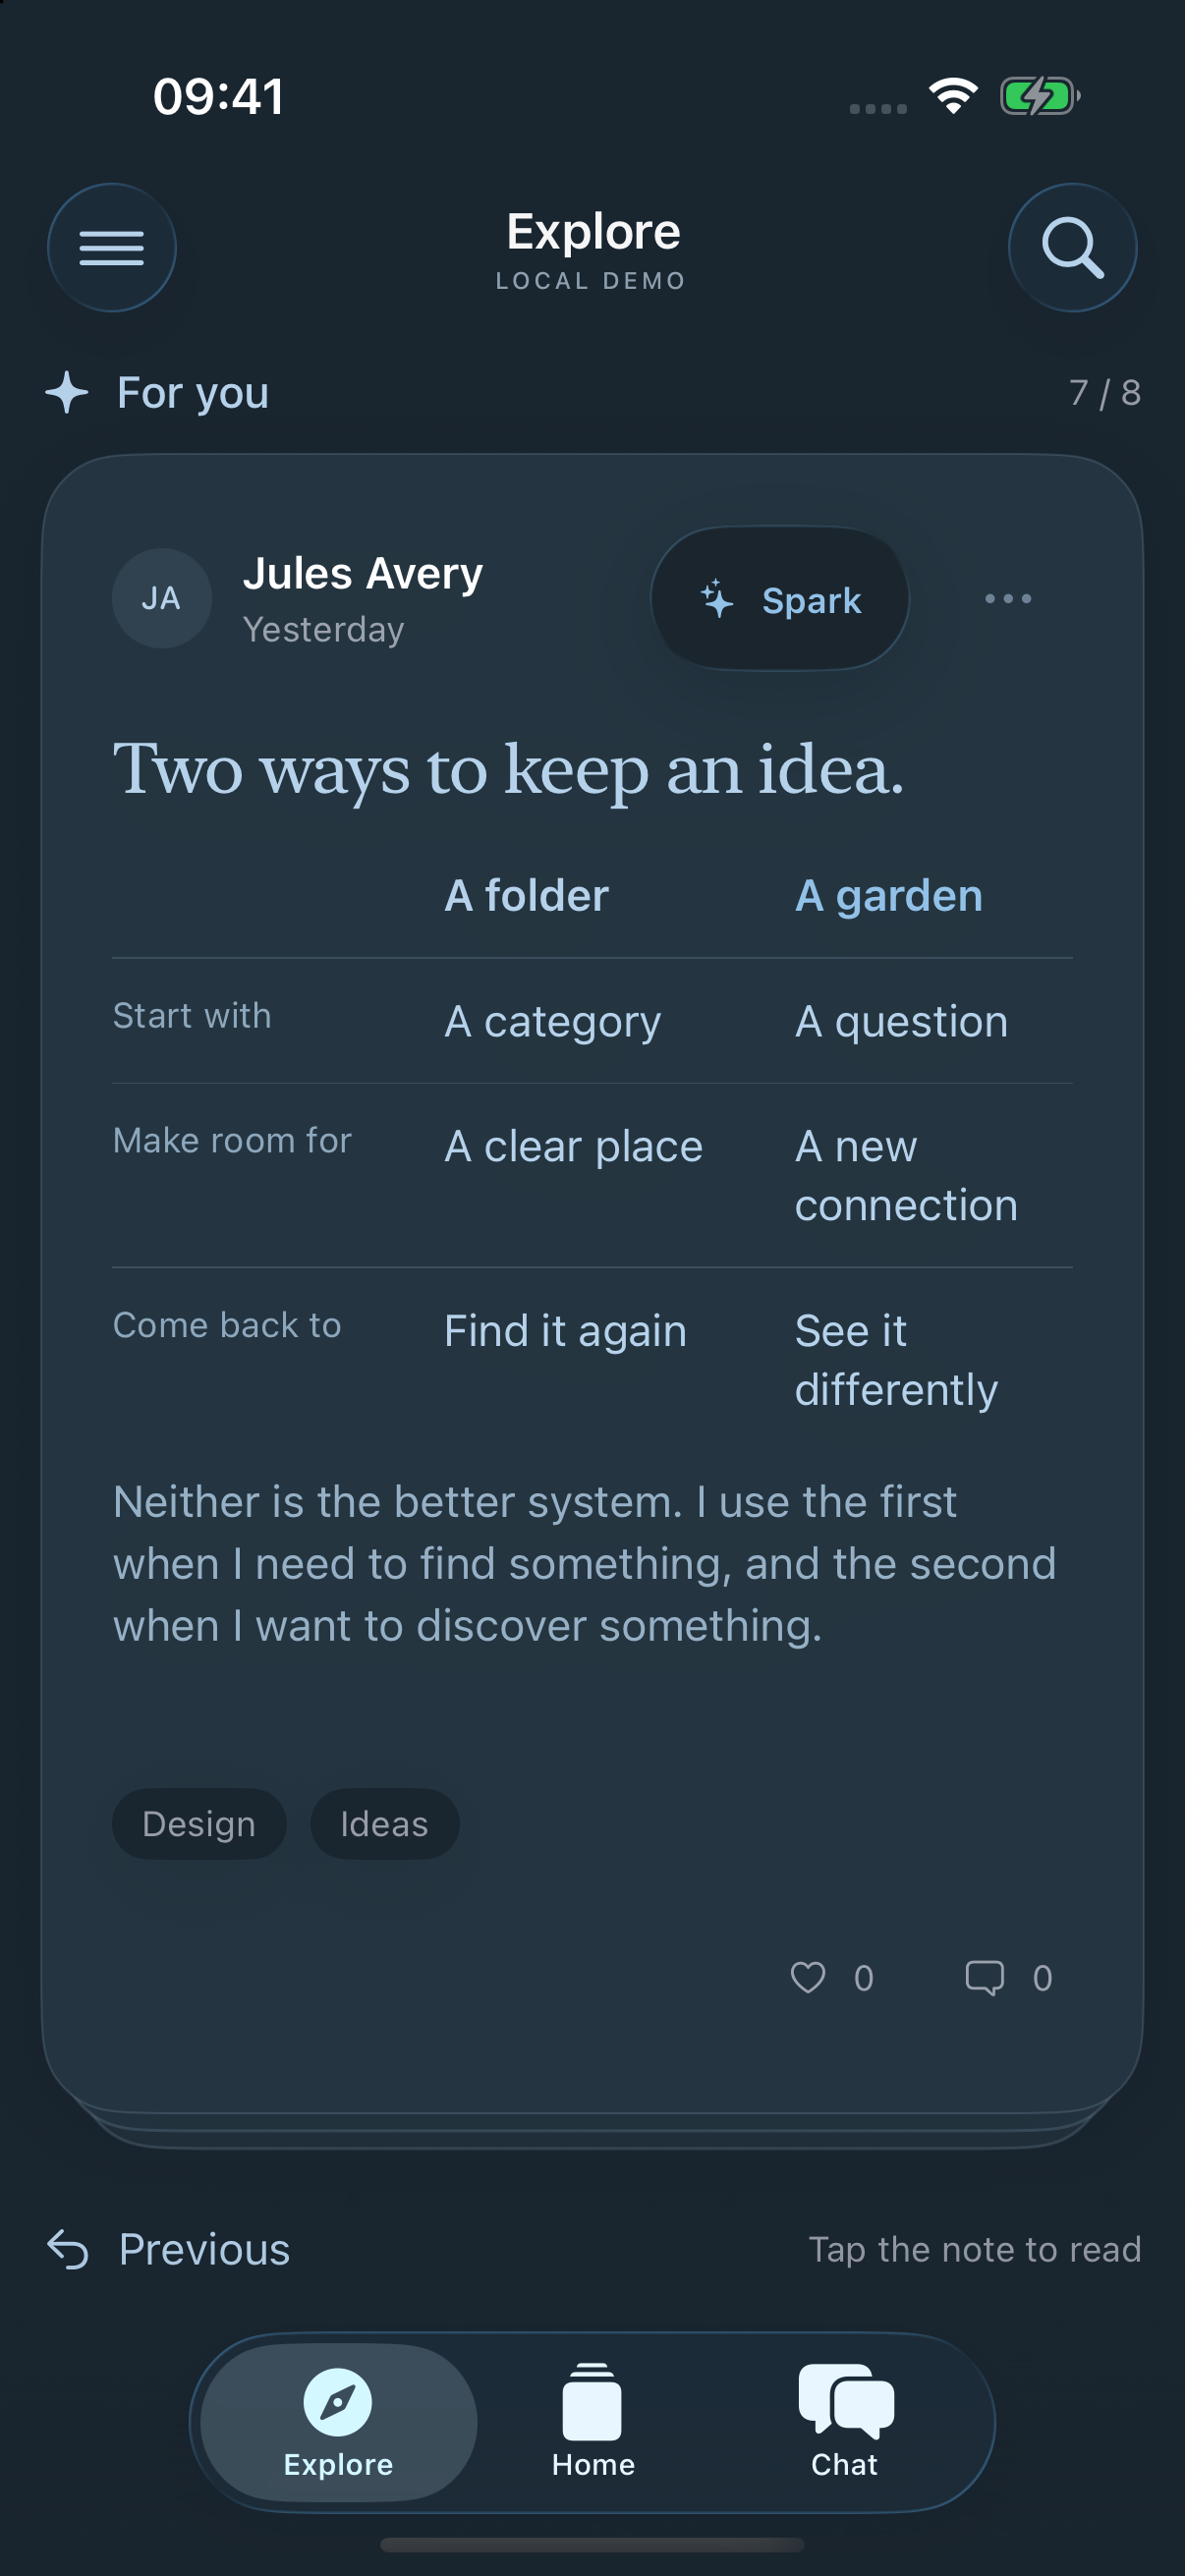 09:41
Explore
LOCAL DEMO
For you
7 / 8
JA
Jules Avery
Yesterday
Spark
Two ways to keep an idea.
A folder
A garden
Start with
A category
A question
Make room for
A clear place
A new
connection
Come back to
Find it again
See it
differently
Neither is the better system. I use the first
when I need to find something, and the second
when I want to discover something.
Design
Ideas
0
0
Previous
Tap the note to read
Explore
Home
Chat